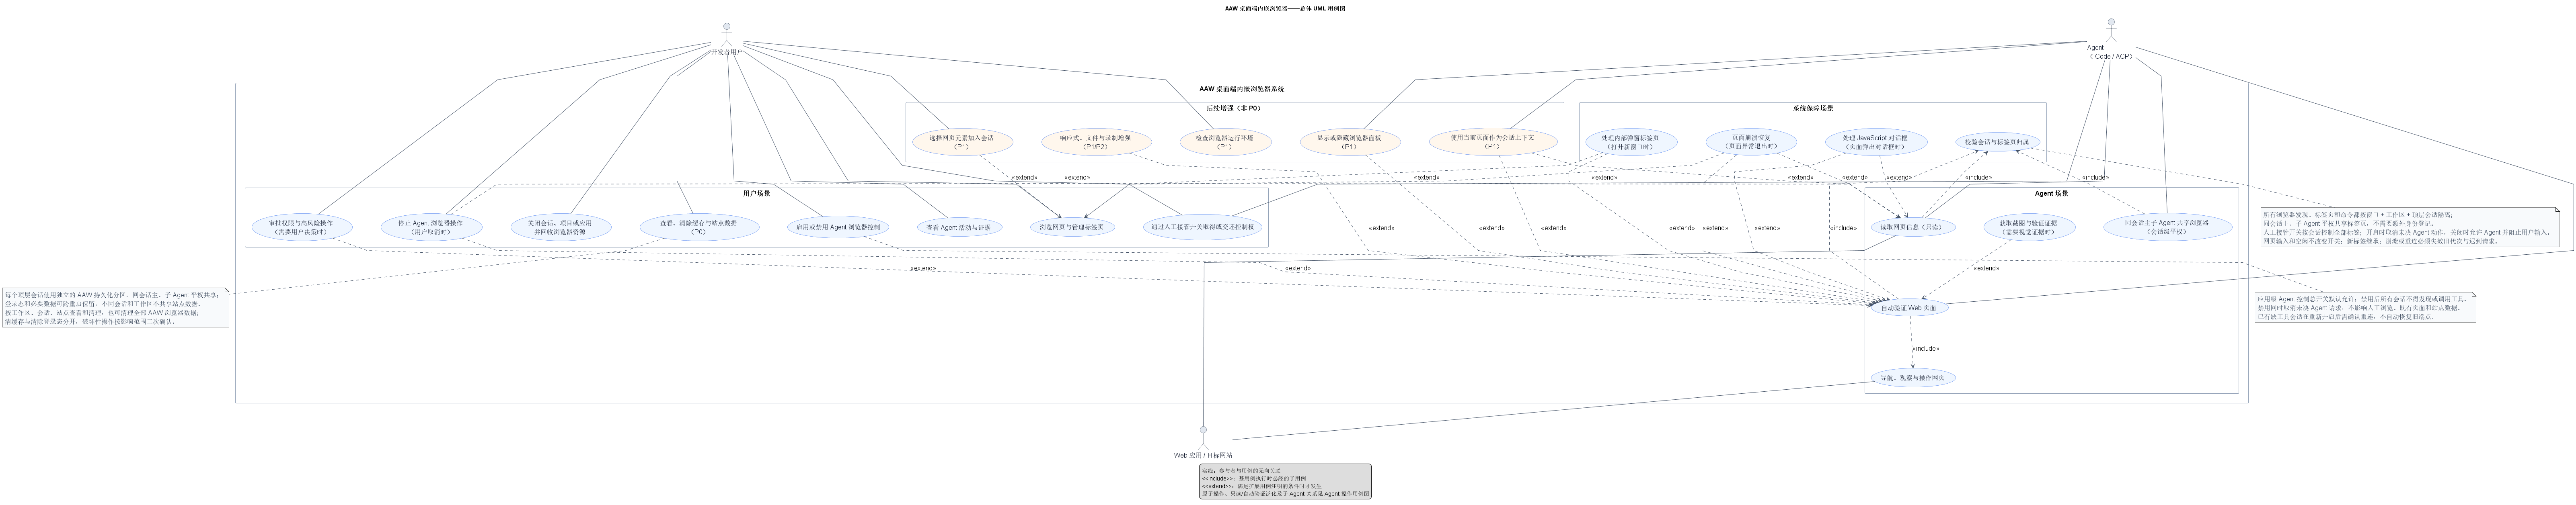 AAW 桌面端内嵌浏览器——总体 UML 用例图
开发者用户
Agent
（iCode / ACP）
AAW 桌面端内嵌浏览器系统
后续增强（非 P0）
选择网页元素加入会话
（P1）
响应式、文件与录制增强
（P1/P2）
检查浏览器运行环境
（P1）
显示或隐藏浏览器面板
（P1）
使用当前页面作为会话上下文
（P1）
系统保障场景
处理内部弹窗标签页
（打开新窗口时）
页面崩溃恢复
（页面异常退出时）
处理 JavaScript 对话框
（页面弹出对话框时）
校验会话与标签页归属
用户场景
审批权限与高风险操作
（需要用户决策时）
停止 Agent 浏览器操作
（用户取消时）
关闭会话、项目或应用
并回收浏览器资源
查看、清除缓存与站点数据
（P0）
启用或禁用 Agent 浏览器控制
查看 Agent 活动与证据
浏览网页与管理标签页
通过人工接管开关取得或交还控制权
Agent 场景
读取网页信息（只读）
获取截图与验证证据
（需要视觉证据时）
同会话主子 Agent 共享浏览器
（会话级平权）
自动验证 Web 页面
导航、观察与操作网页
«extend»
«extend»
«extend»
«extend»
«extend»
«extend»
«include»
«include»
«extend»
«extend»
«extend»
«extend»
«extend»
«include»
«extend»
«extend»
«extend»
«include»
所有浏览器发现、标签页和命令都按窗口 + 工作区 + 顶层会话隔离；
同会话主、子 Agent 平权共享标签页，不需要额外身份登记。
人工接管开关按会话控制全部标签；开启时取消未决 Agent 动作，关闭时允许 Agent 并阻止用户输入。
网页输入和空闲不改变开关；新标签继承；崩溃或重连必须失效旧代次与迟到请求。
每个顶层会话使用独立的 AAW 持久化分区，同会话主、子 Agent 平权共享；
登录态和必要数据可跨重启保留，不同会话和工作区不共享站点数据。
按工作区、会话、站点查看和清理，也可清理全部 AAW 浏览器数据；
清缓存与清除登录态分开，破坏性操作按影响范围二次确认。
应用级 Agent 控制总开关默认允许；禁用后所有会话不得发现或调用工具。
禁用同时取消未决 Agent 请求，不影响人工浏览、既有页面和站点数据。
已有缺工具会话在重新开启后需确认重连，不自动恢复旧端点。
Web 应用 / 目标网站
实线：参与者与用例的无向关联
<<include>>：基用例执行时必经的子用例
<<extend>>：满足扩展用例注明的条件时才发生
原子操作、只读/自动验证泛化及子 Agent 关系见 Agent 操作用例图